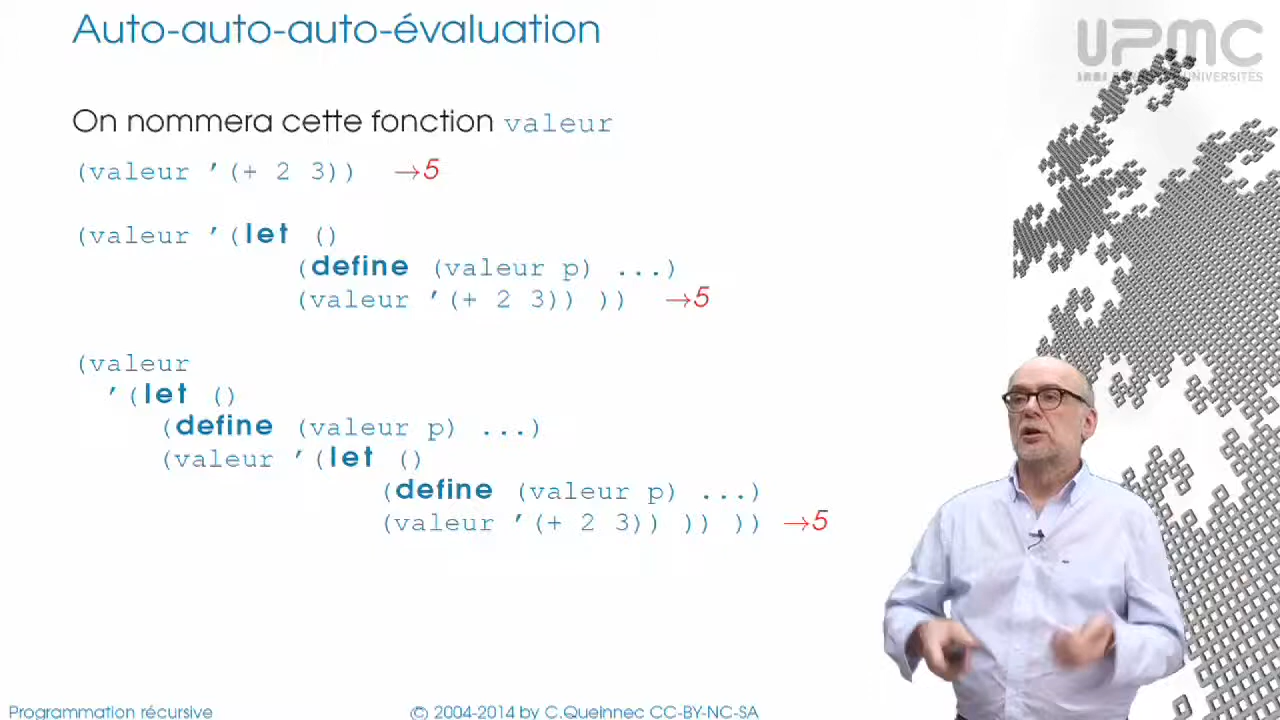 Auto-auto-auto-évaluation
UPMC
On nommera cette fonction valeur
(valeur '(+ 2 3)) →5
(valeur '(let ()
(define (valeur p) ...)
(valeur '(+ 2 3)) )) →5
(valeur
'(let ()
(define (valeur p) ...)
(valeur '(let ()
(define (valeur p) ...)
(valeur '(+ 2 3)) )) )) →5
Programmation récursive
© 2004-2014 by C.Queinnec CC-BY-NC-SA